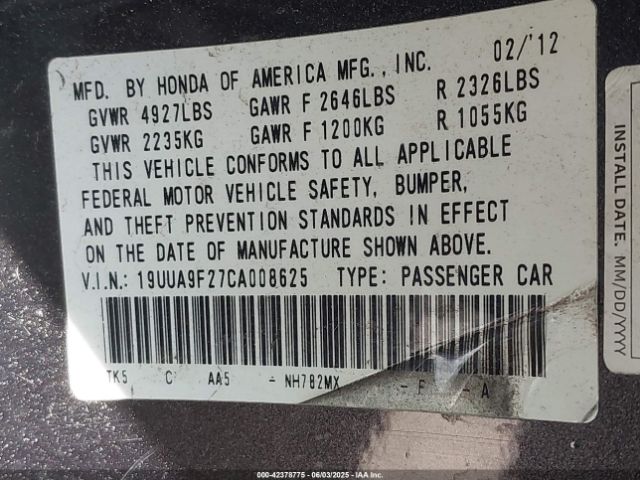 MFD. BY HONDA OF AMERICA MFG., INC. 02/'12
GVWR 4927LBS GAWR F 2646LBS R 2326LBS
GVWR 2235KG GAWR F 1200KG R 1055KG
THIS VEHICLE CONFORMS TO ALL APPLICABLE
FEDERAL MOTOR VEHICLE SAFETY, BUMPER,
AND THEFT PREVENTION STANDARDS IN EFFECT
ON THE DATE OF MANUFACTURE SHOWN ABOVE.
V.I.N.: 19UUA9F27CA008625 TYPE: PASSENGER CAR
TK5 C AA5 - NH782MX - F - A
INSTALL DATE. MM/DD/YYYY
000-42378775 - 06/03/2025 - IAA Inc.